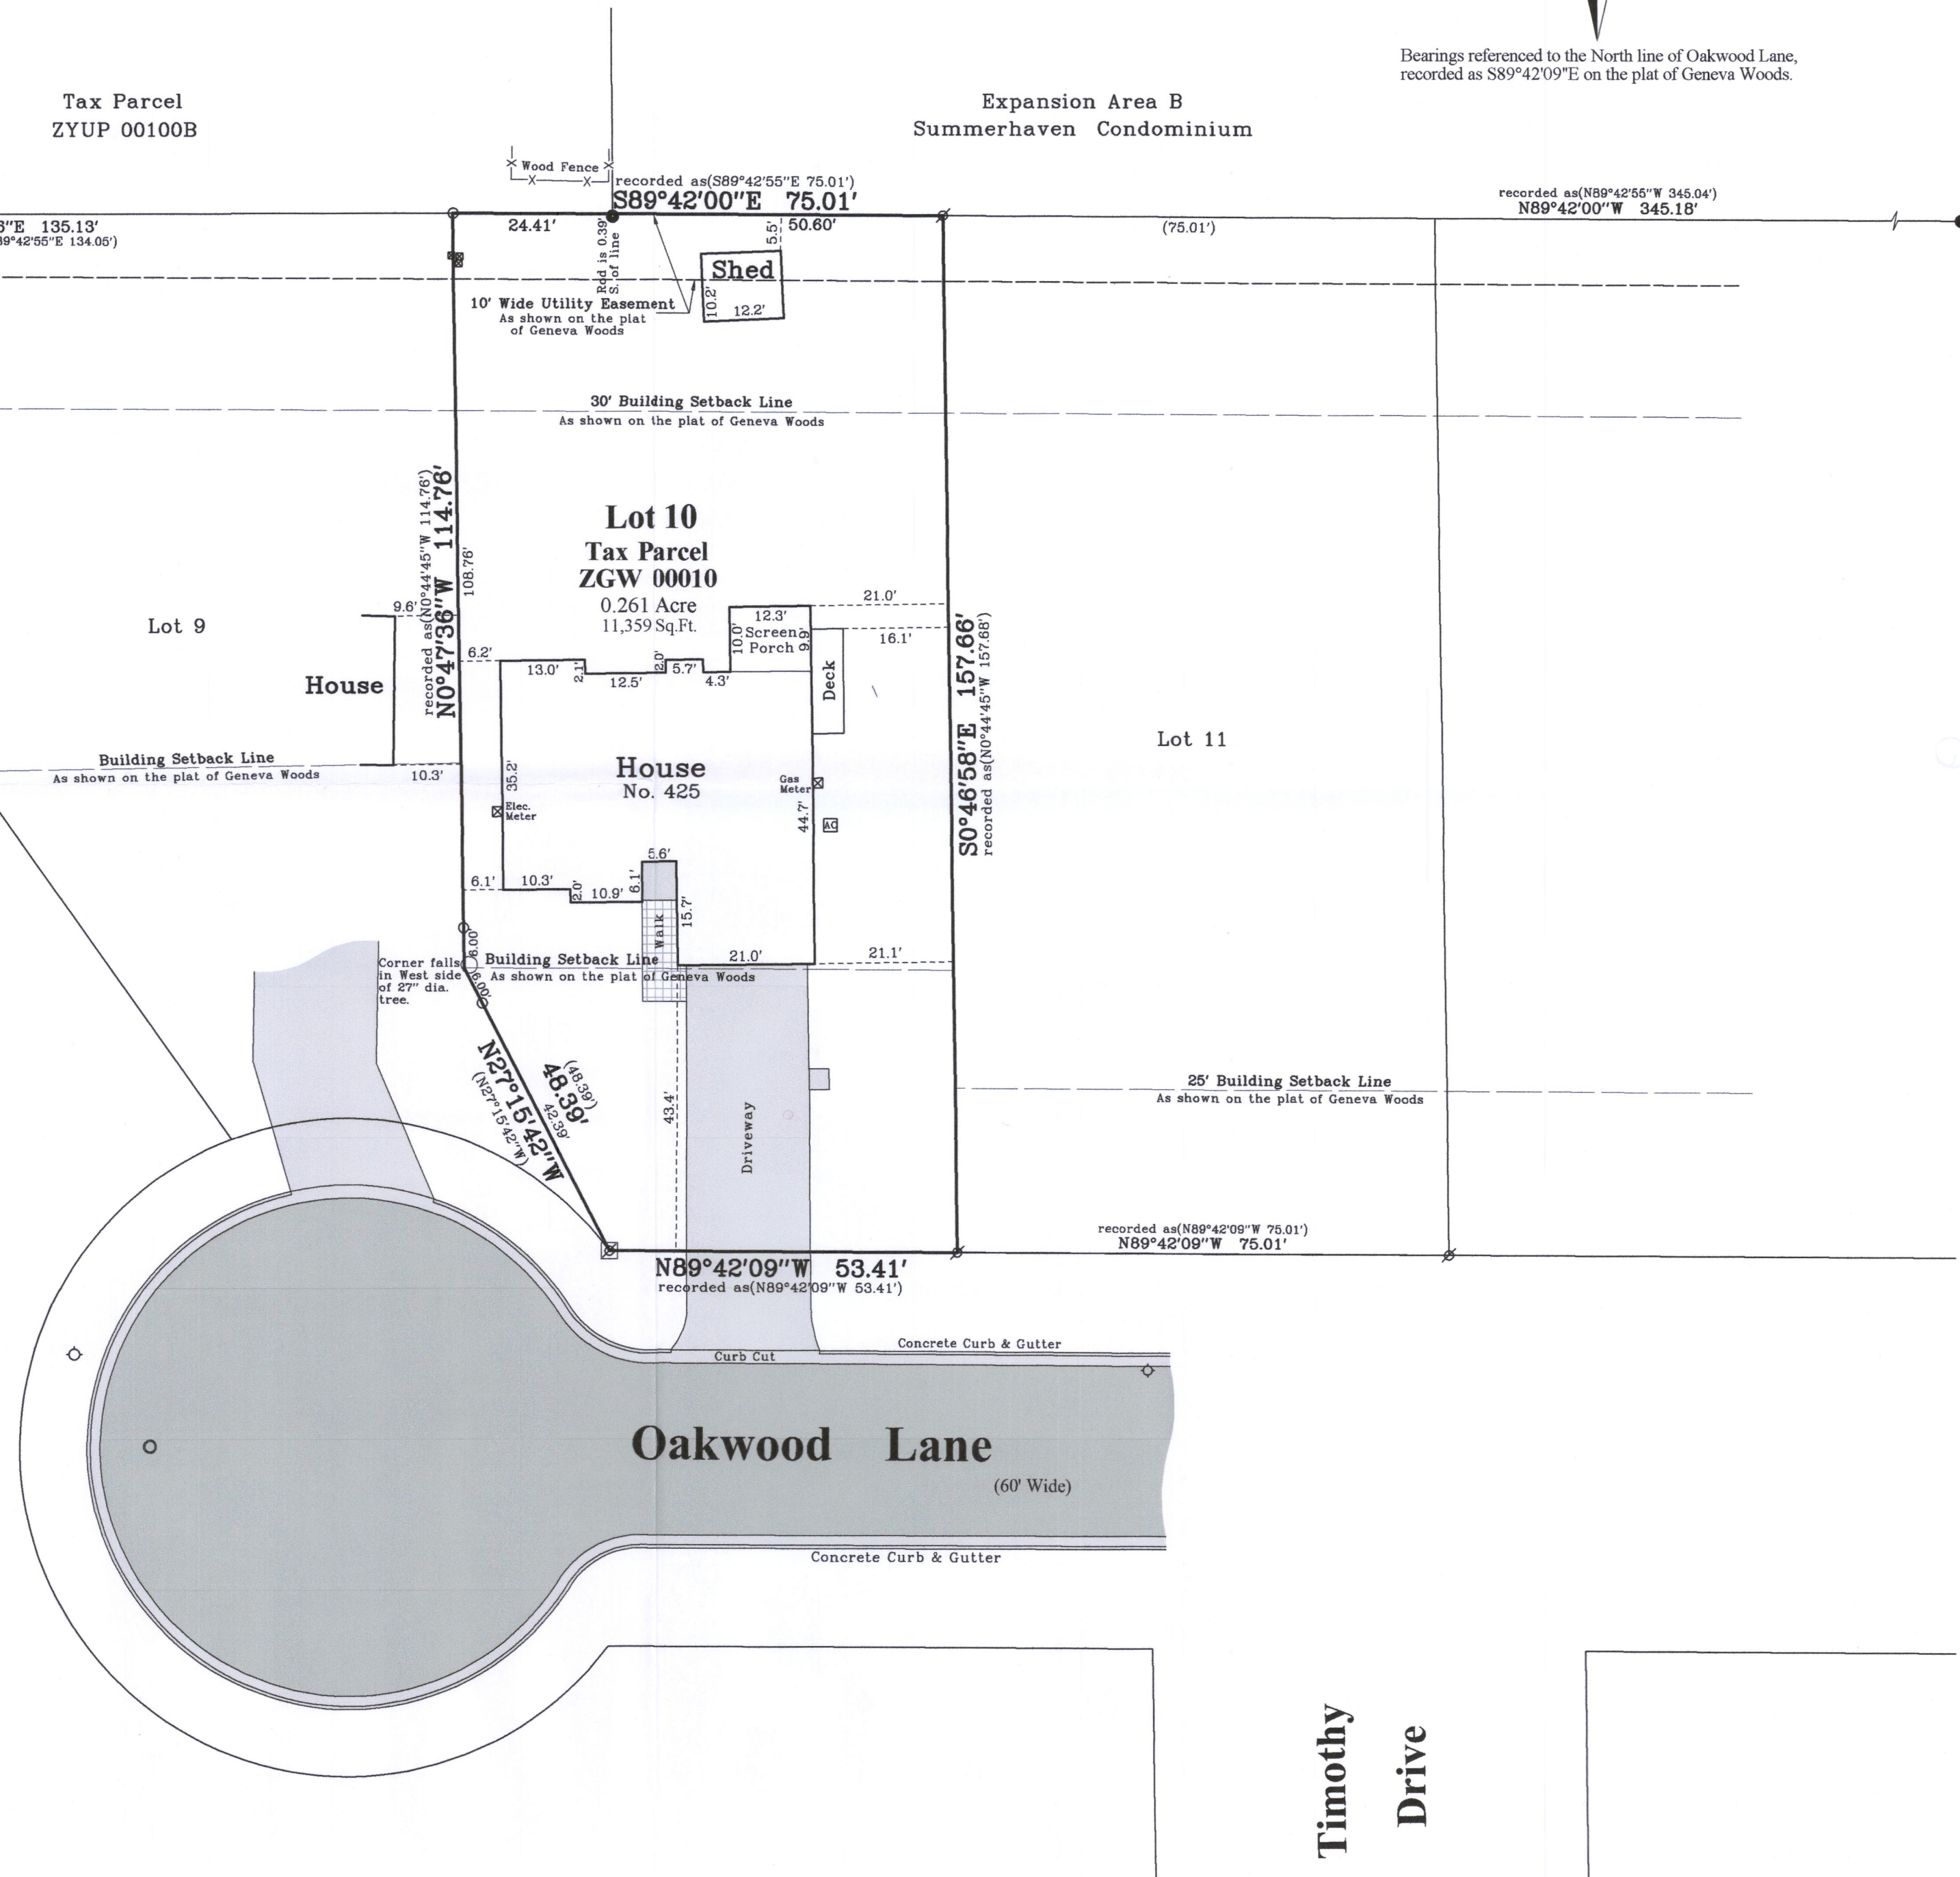 Bearings referenced to the North line of Oakwood Lane,
recorded as S89°42'09"E on the plat of Geneva Woods.
Tax Parcel
ZYUP 00100B
Expansion Area B
Summerhaven Condominium
Wood Fence
recorded as(S89°42'55"E 75.01')
S89°42'00"E 75.01'
recorded as(N89°42'55"W 345.04')
N89°42'00"W 345.18'
"E 135.13'
89°42'55"E 134.05')
24.41'
Rod is 0.39'
S. of line
5.5'
50.60'
(75.01')
Shed
10.2'
12.2'
10' Wide Utility Easement
As shown on the plat
of Geneva Woods
30' Building Setback Line
As shown on the plat of Geneva Woods
recorded as(N0°44'45"W 114.76')
N0°47'36"W 114.76'
108.76'
Lot 10
Tax Parcel
ZGW 00010
0.261 Acre
11,359 Sq.Ft.
Lot 9
9.6'
House
6.2'
13.0'
2.1'
12.5'
2.0'
5.7'
4.3'
10.0'
12.3'
Screen
Porch
9.9'
21.0'
16.1'
Deck
S0°46'58"E 157.66'
recorded as(N0°44'45"W 157.68')
Lot 11
Building Setback Line
As shown on the plat of Geneva Woods
10.3'
35.2'
House
No. 425
Gas
Meter
Elec.
Meter
44.7'
AC
5.6'
6.1'
10.3'
2.0'
10.9'
6.1'
15.7'
Walk
6.00'
6.00'
Corner falls
in West side
of 27" dia.
tree.
Building Setback Line
As shown on the plat of Geneva Woods
21.0'
21.1'
(48.39')
48.39'
42.39'
N27°15'42"W
(N27°15'42"W)
43.4'
Driveway
25' Building Setback Line
As shown on the plat of Geneva Woods
recorded as(N89°42'09"W 75.01')
N89°42'09"W 75.01'
N89°42'09"W 53.41'
recorded as(N89°42'09"W 53.41')
Concrete Curb & Gutter
Curb Cut
Oakwood Lane
(60' Wide)
Concrete Curb & Gutter
Timothy
Drive